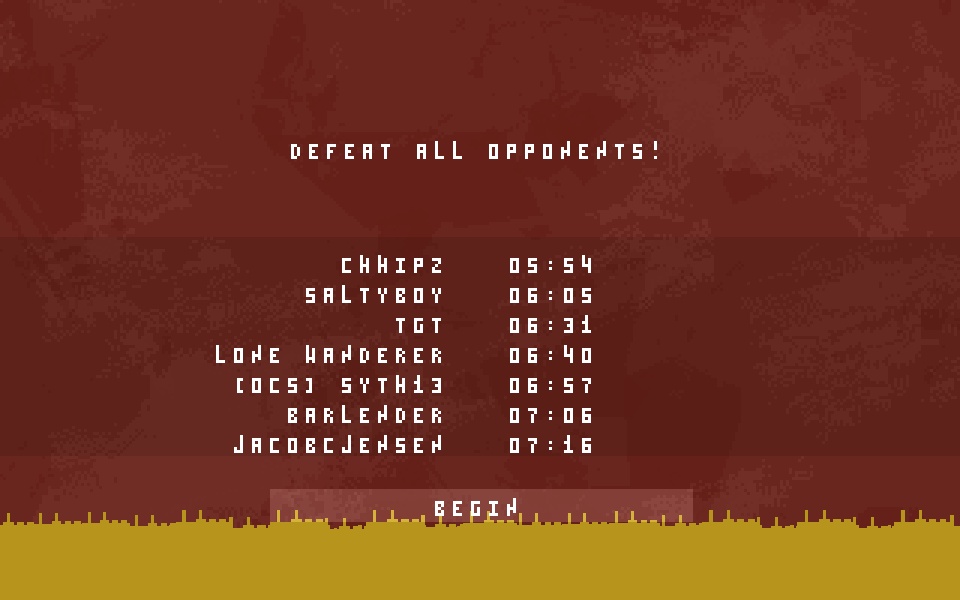 DEFEAT ALL OPPONENTS!
CHHIPZ 05:54
SALTYBOY 06:05
TGT 06:31
LONE WANDERER 06:40
[OCS] SYTH13 06:57
BARLENDER 07:06
JACOBCJENSEN 07:16
BEGIN